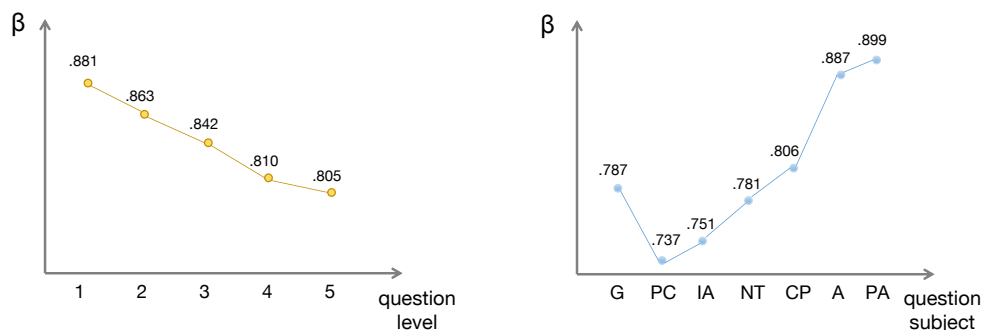 β
.881
.863
.842
.810
.805
1 2 3 4 5
question
level
β
.787
.737
.751
.781
.806
.887
.899
G PC IA NT CP A PA
question
subject